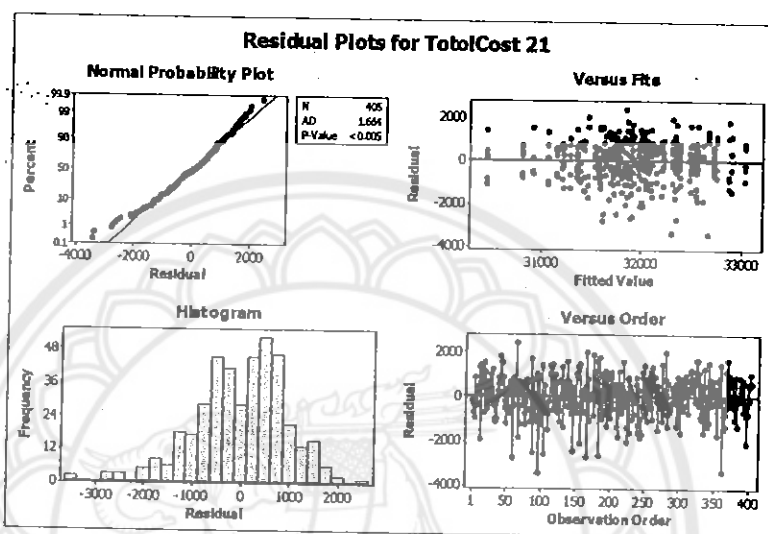 Residual Plots for TotolCost 21
Normal Probability Plot
99.9
99
90
50
10
1
0.1
Percent
-4000
-2000
0
2000
Residual
N 405
AD 1.664
P-Value <0.005
Versus Fits
2000
0
-2000
-4000
Residual
31000
32000
33000
Fitted Value
Histogram
48
36
24
12
0
Frequency
-3000
-2000
-1000
0
1000
2000
Residual
Versus Order
2000
0
-2000
-4000
Residual
1
50
100
150
200
250
300
350
400
Observation Order